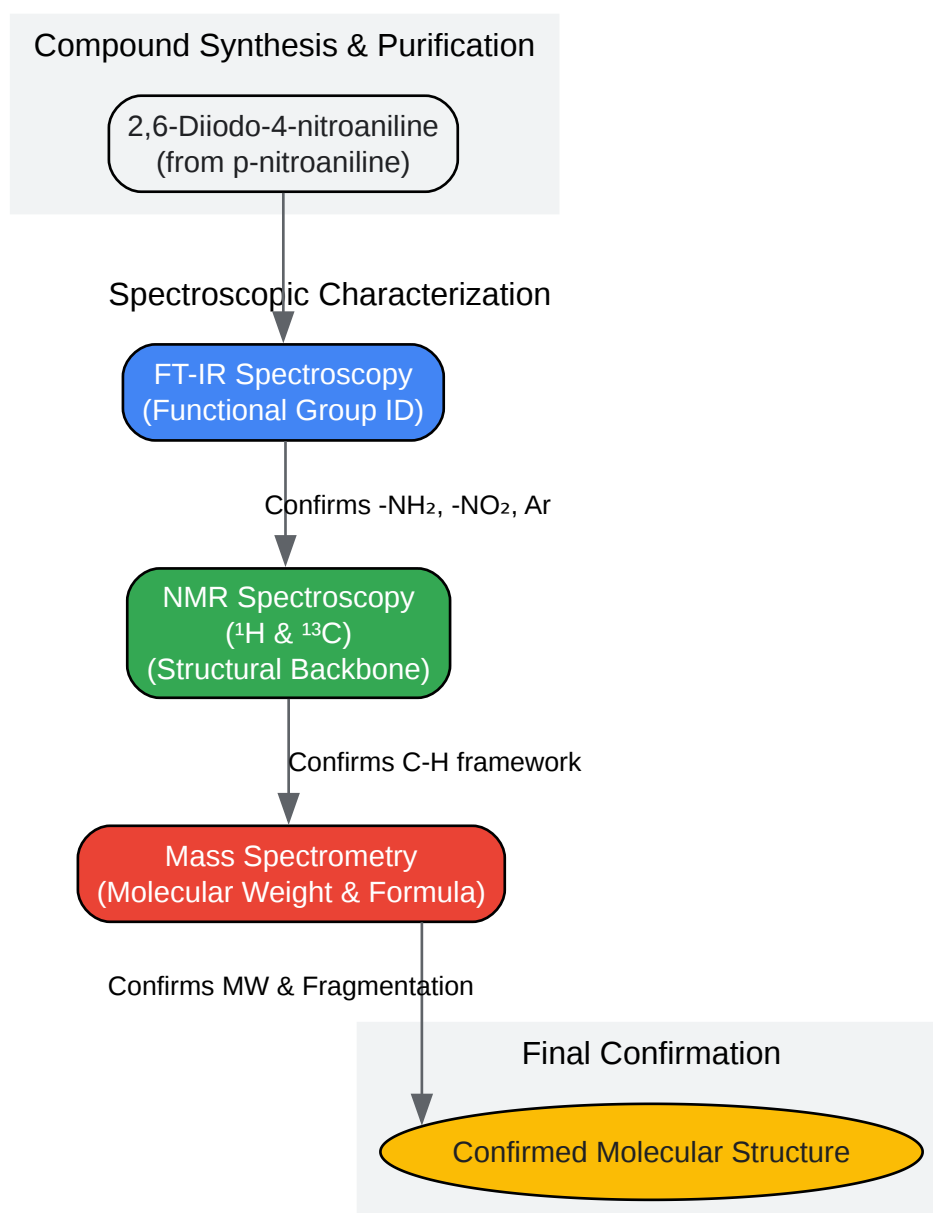 Compound Synthesis & Purification
2,6-Diiodo-4-nitroaniline
(from p-nitroaniline)
Spectroscopic Characterization
FT-IR Spectroscopy
(Functional Group ID)
Confirms -NH₂, -NO₂, Ar
NMR Spectroscopy
(¹H & ¹³C)
(Structural Backbone)
Confirms C-H framework
Mass Spectrometry
(Molecular Weight & Formula)
Confirms MW & Fragmentation
Final Confirmation
Confirmed Molecular Structure